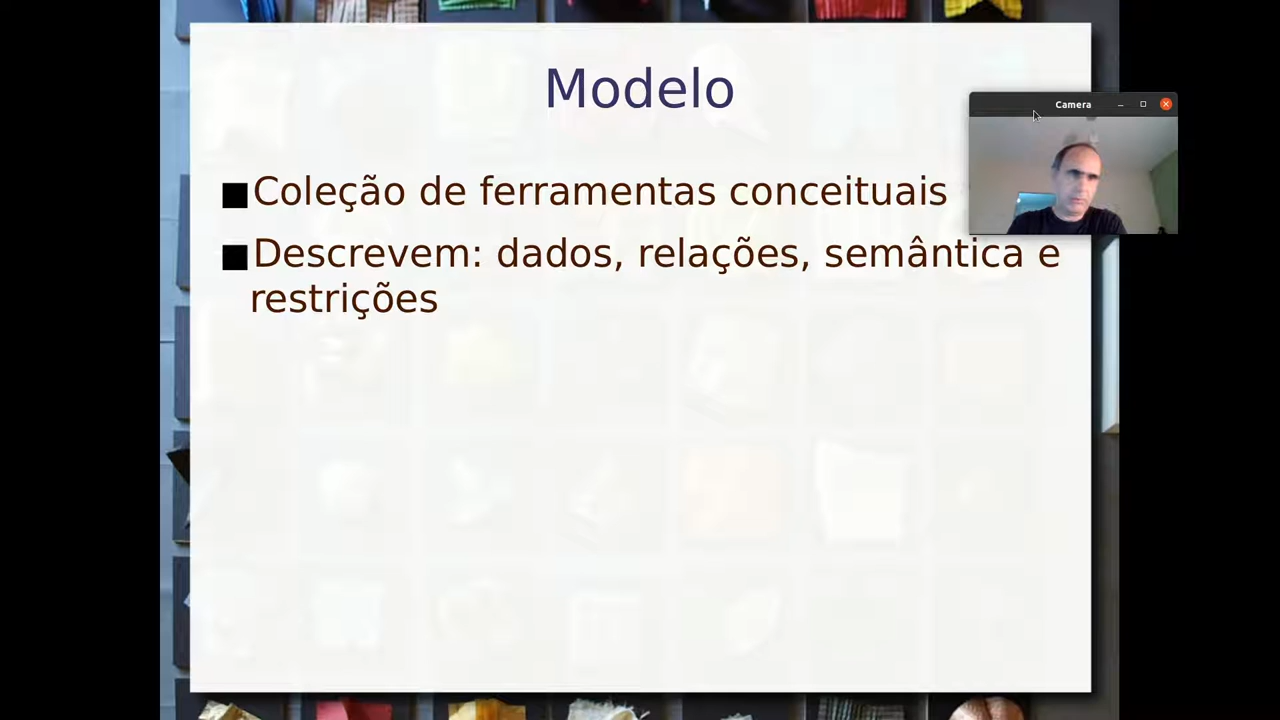 Modelo
Camera
Coleção de ferramentas conceituais
Descrevem: dados, relações, semântica e
restrições